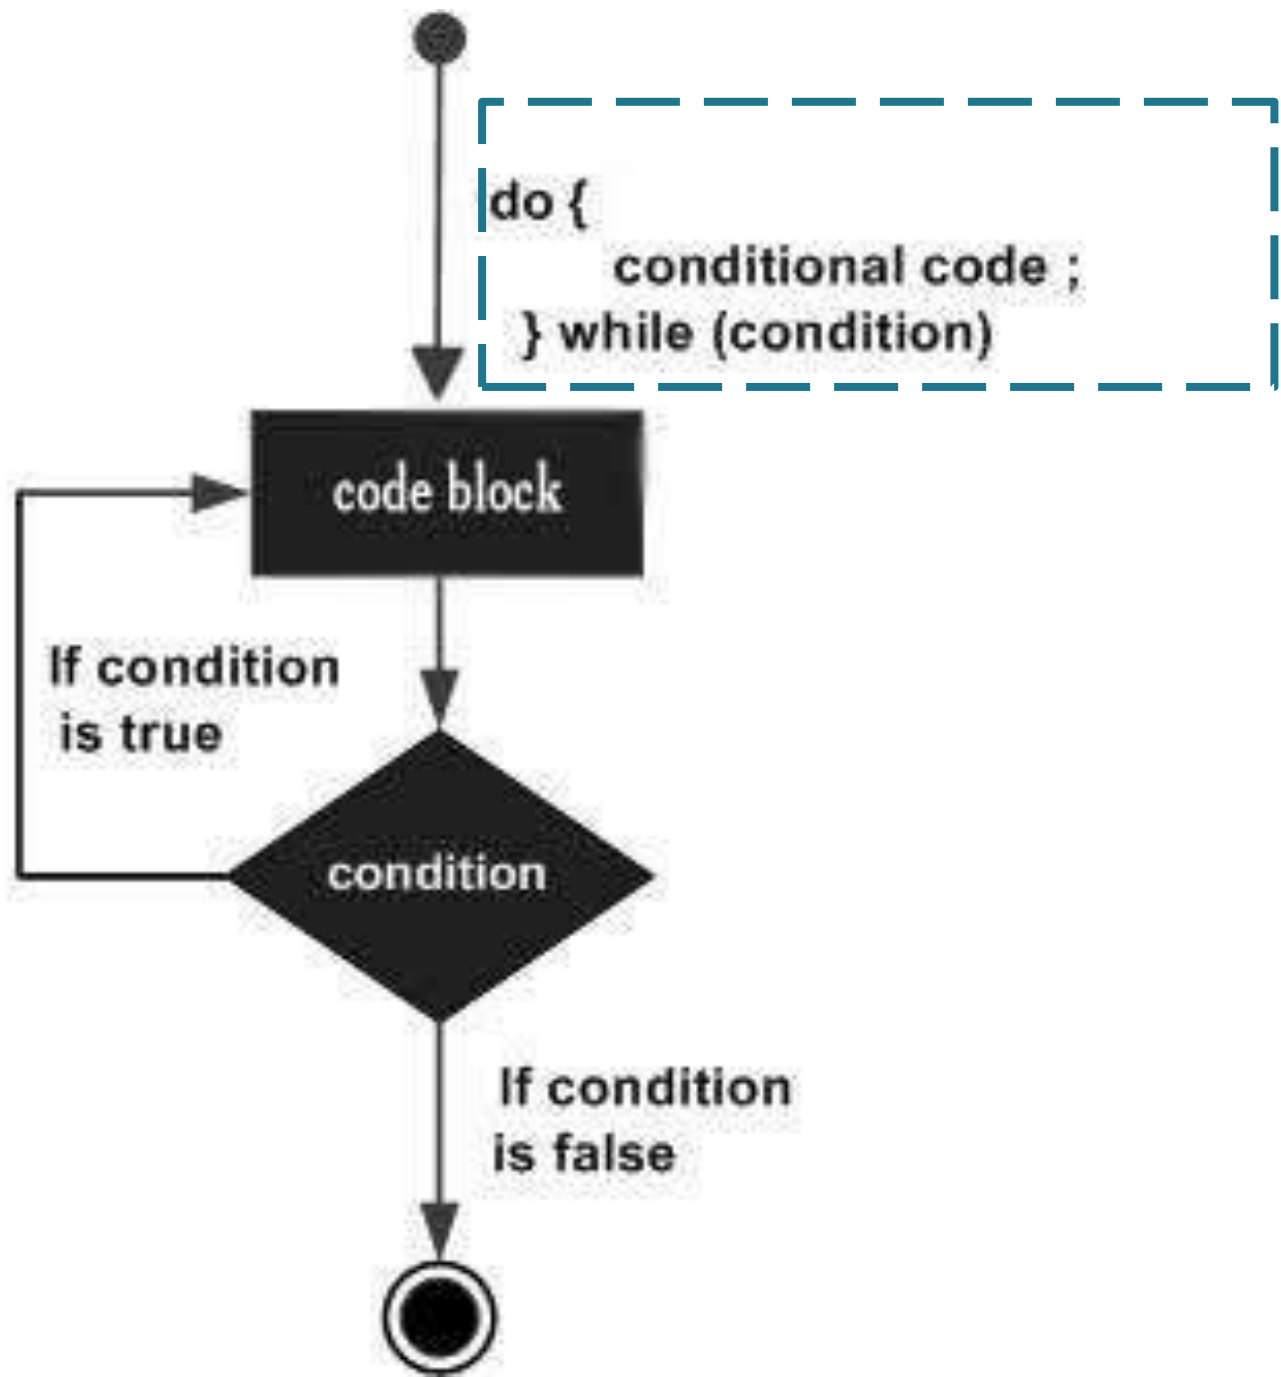 do {
conditional code ;
} while (condition)
code block
If condition
is true
condition
If condition
is false